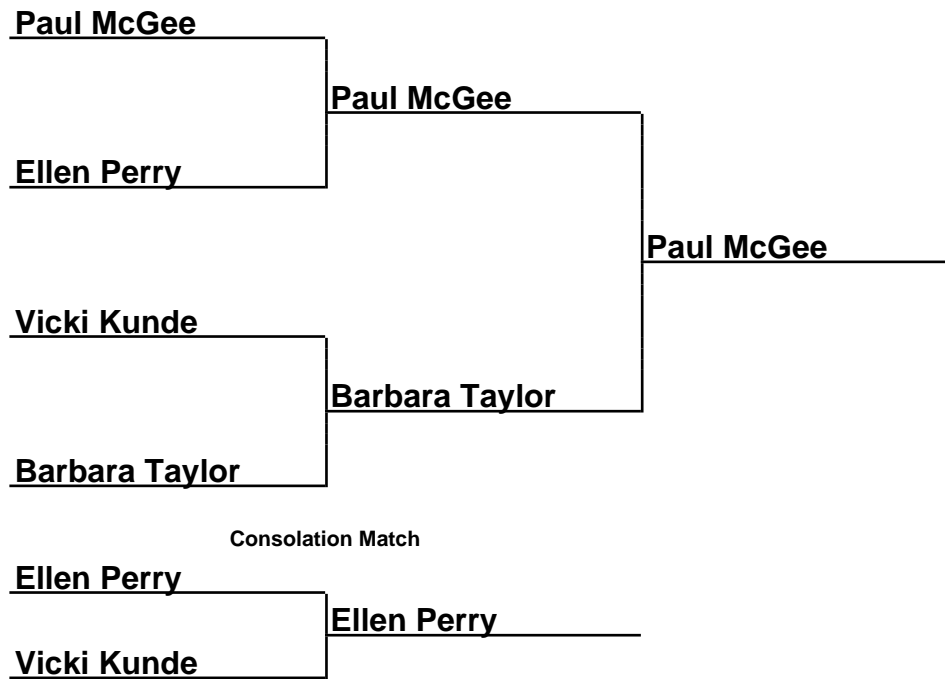 Paul McGee
Paul McGee
Ellen Perry
Paul McGee
Vicki Kunde
Barbara Taylor
Barbara Taylor
Consolation Match
Ellen Perry
Ellen Perry
Vicki Kunde